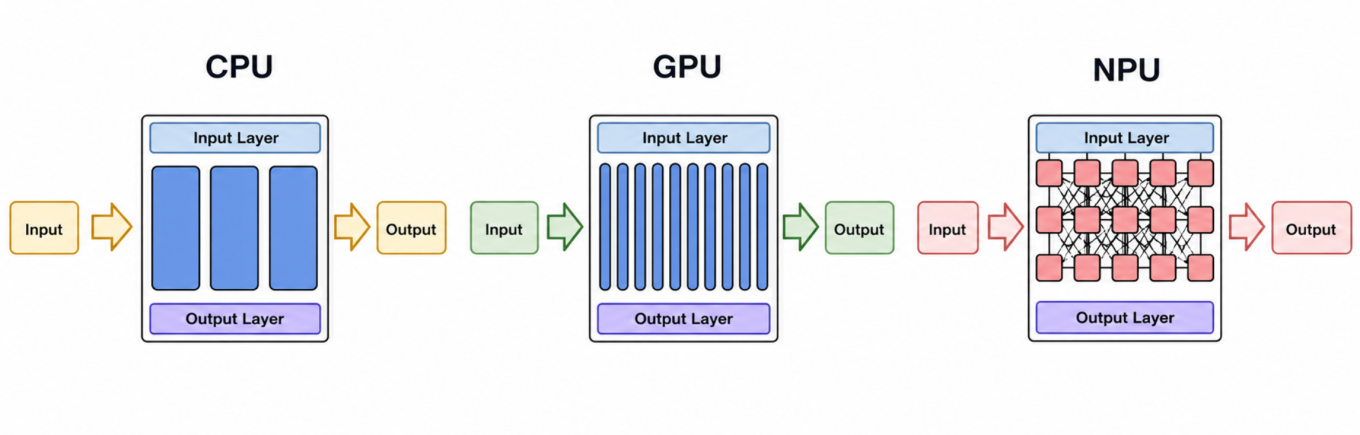 CPU
GPU
NPU
Input Layer
Input Layer
Input Layer
Input
Output
Input
Output
Input
Output
Output Layer
Output Layer
Output Layer